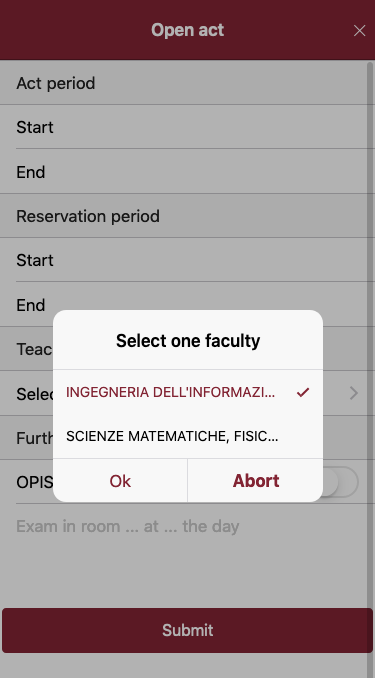 Open act
Act period
Start
End
Reservation period
Start
End
Select one faculty
Teac
INGEGNERIA DELL'INFORMAZI...
Selec
SCIENZE MATEMATICHE, FISIC...
Furth
Ok
Abort
OPIS
Exam in room ... at ... the day
Submit